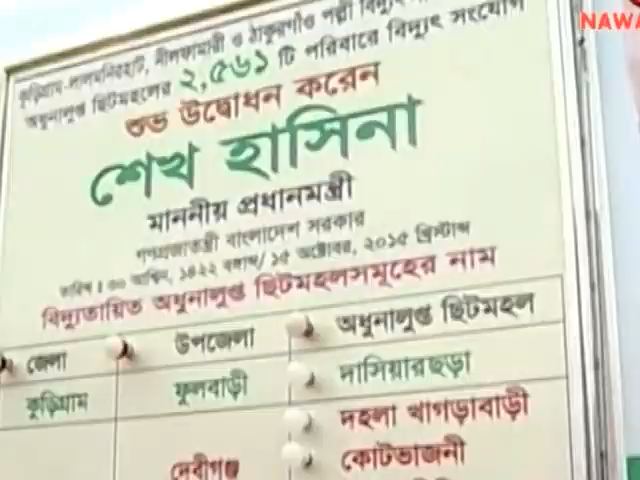 NAWA
কুড়িগ্রাম-লালমনিরহাট, নীলফামারী ও ঠাকুরগাঁও পল্লী বিদ্যুৎ
অধুনালুপ্ত ছিটমহলের ২,৫৬১ টি পরিবারে বিদ্যুৎ সংযোগ
শুভ উদ্বোধন করেন
শেখ হাসিনা
মাননীয় প্রধানমন্ত্রী
গণপ্রজাতন্ত্রী বাংলাদেশ সরকার
তারিখ ঃ ৩০ আশ্বিন, ১৪২২ বঙ্গাব্দ/ ১৫ অক্টোবর, ২০১৫ খ্রিস্টাব্দ
বিদ্যুতায়িত অধুনালুপ্ত ছিটমহলসমূহের নাম
জেলা উপজেলা অধুনালুপ্ত ছিটমহল
কুড়িগ্রাম ফুলবাড়ী দাসিয়ারছড়া
দহলা খাগড়াবাড়ী
দেবীগঞ্জ কোটভাজনী